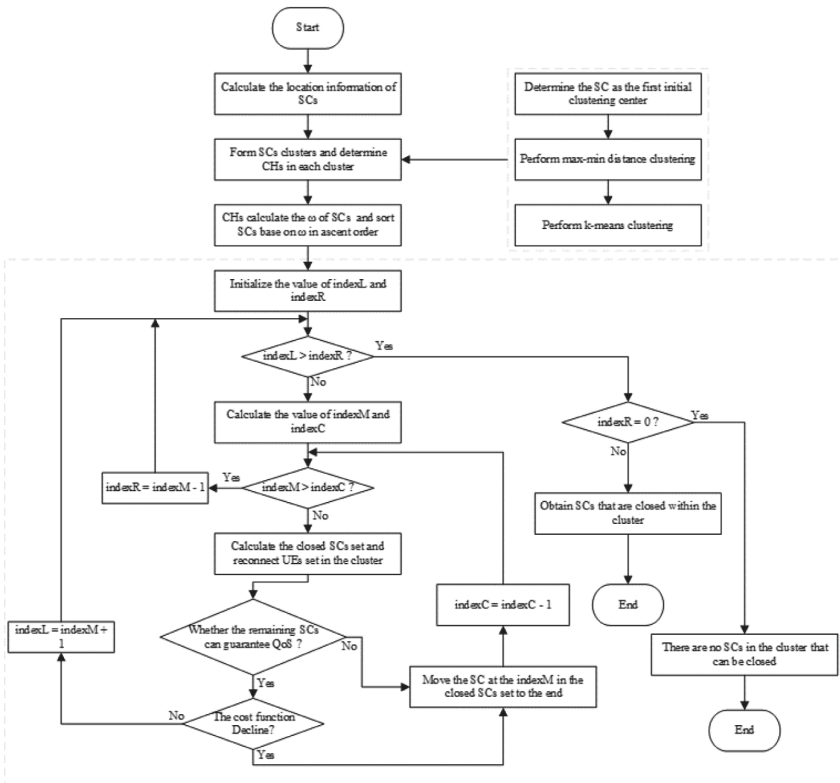 Start
Calculate the location information of
SCs
Determine the SC as the first initial
clustering center
Form SCs clusters and determine
CHs in each cluster
Perform max-min distance clustering
CHs calculate the ω of SCs and sort
SCs base on ω in ascent order
Perform k-means clustering
Initialize the value of indexL and
indexR
indexL > indexR ?
Yes
No
Calculate the value of indexM and
indexC
indexR = 0 ?
Yes
No
indexM > indexC ?
Yes
indexR = indexM - 1
No
Obtain SCs that are closed within the
cluster
Calculate the closed SCs set and
reconnect UEs set in the cluster
End
indexC = indexC - 1
indexL = indexM +
1
Whether the remaining SCs
can guarantee QoS ?
No
Yes
There are no SCs in the cluster that
can be closed
Move the SC at the indexM in the
closed SCs set to the end
The cost function
Decline?
No
Yes
End